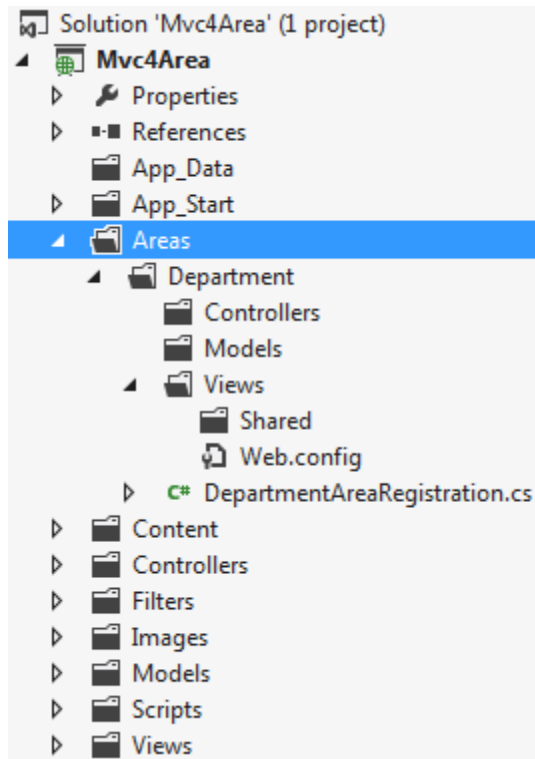 Solution 'Mvc4Area' (1 project)
Mvc4Area
Properties
References
App_Data
App_Start
Areas
Department
Controllers
Models
Views
Shared
Web.config
C# DepartmentAreaRegistration.cs
Content
Controllers
Filters
Images
Models
Scripts
Views